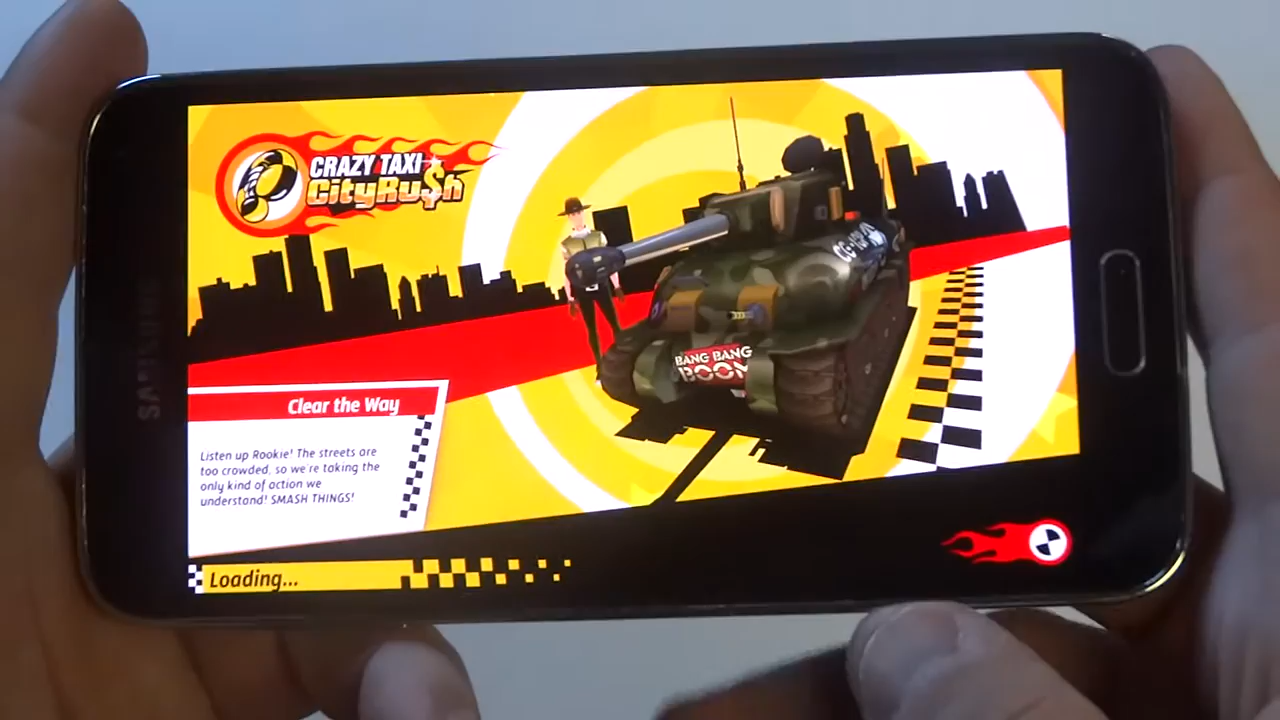 SAMSUNG
CRAZY TAXI
CityRu$h
BANG BANG
BOOM
Clear the Way
Listen up Rookie! The streets are
too crowded, so we're taking the
only kind of action we
understand! SMASH THINGS!
Loading...